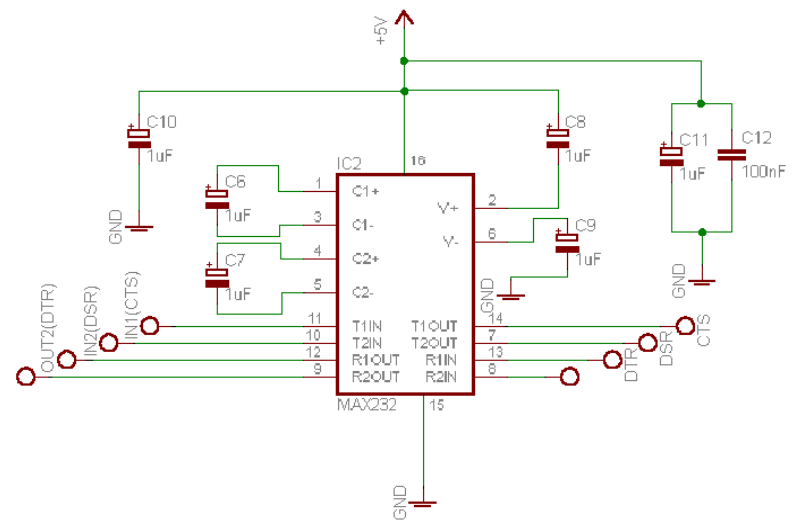 +5V
C10
1uF
GND
C6
1uF
C7
1uF
IC2
16
C8
1uF
C9
1uF
GND
C11
1uF
C12
100nF
GND
1
C1+
3
C1-
4
C2+
5
C2-
V+
2
V-
6
OUT2(DTR)
IN2(DSR)
IN1(CTS)
11
T1IN
T1OUT
14
10
T2IN
T2OUT
7
12
R1OUT
R1IN
13
9
R2OUT
R2IN
8
DTR
DSR
CTS
MAX232
15
GND
+
+
+
+
+
+